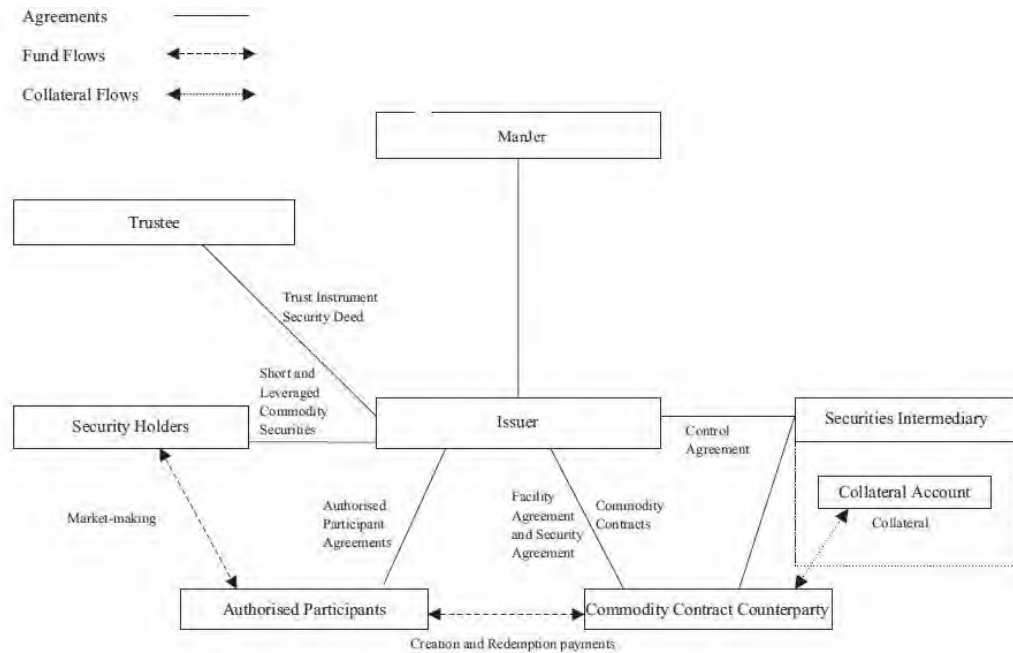 Agreements
Fund Flows
Collateral Flows
ManJer
Trustee
Trust Instrument
Security Deed
Short and
Leveraged
Commodity
Securities
Security Holders
Issuer
Securities Intermediary
Control
Agreement
Collateral Account
Collateral
Market-making
Authorised
Participant
Agreements
Facility
Agreement
and Security
Agreement
Commodity
Contracts
Authorised Participants
Commodity Contract Counterparty
Creation and Redemption payments